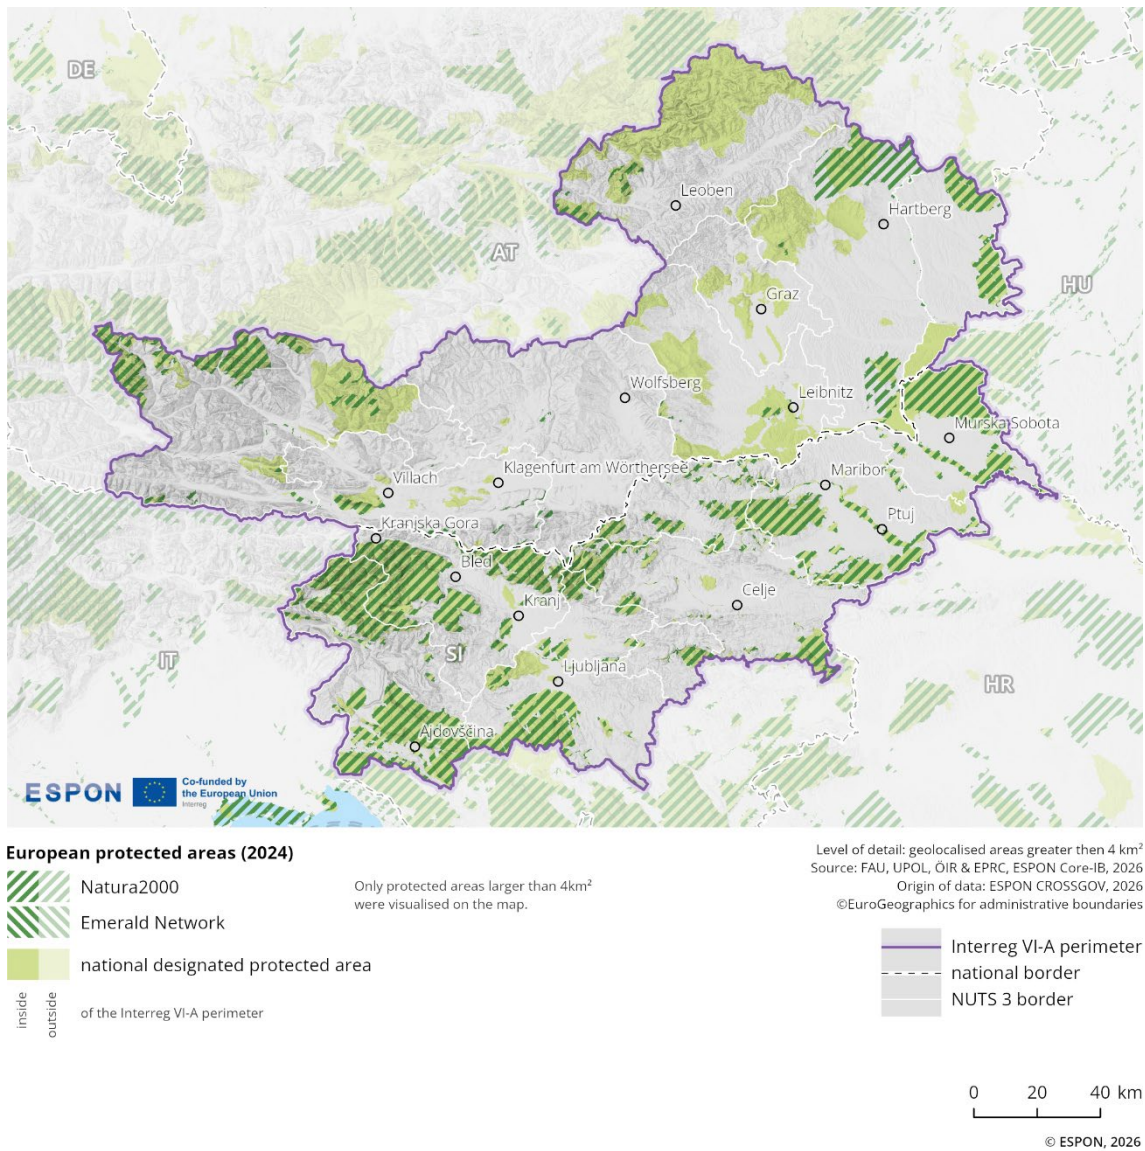 DE
AT
HU
IT
SI
HR
Leoben
Hartberg
Graz
Wolfsberg
Leibnitz
Murska Sobota
Klagenfurt am Wörthersee
Villach
Maribor
Kranjska Gora
Ptuj
Bled
Kranj
Celje
Ljubljana
Ajdovščina
ESPON
Co-funded by
the European Union
Interreg
European protected areas (2024)
Natura2000
Emerald Network
national designated protected area
inside
outside
of the Interreg VI-A perimeter
Only protected areas larger than 4km²
were visualised on the map.
Level of detail: geolocalised areas greater then 4 km²
Source: FAU, UPOL, ÖIR & EPRC, ESPON Core-IB, 2026
Origin of data: ESPON CROSSGOV, 2026
©EuroGeographics for administrative boundaries
Interreg VI-A perimeter
national border
NUTS 3 border
0 20 40 km
© ESPON, 2026